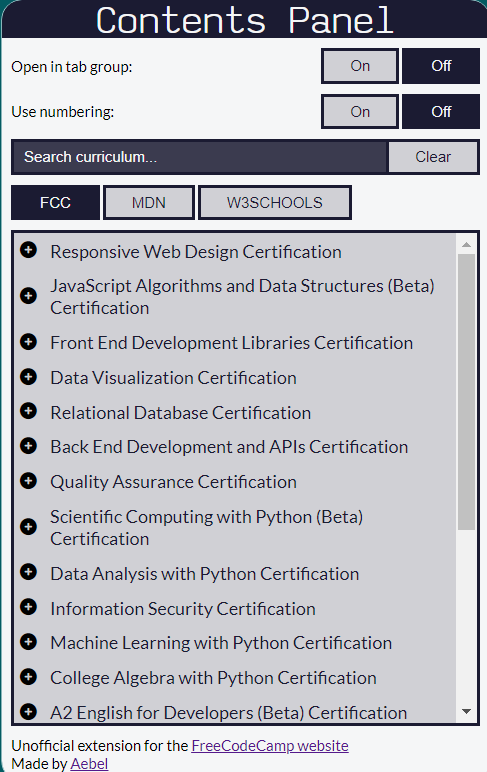 Contents Panel
Open in tab group:
On
Off
Use numbering:
On
Off
Search curriculum...
Clear
FCC
MDN
W3SCHOOLS
Responsive Web Design Certification
JavaScript Algorithms and Data Structures (Beta)
Certification
Front End Development Libraries Certification
Data Visualization Certification
Relational Database Certification
Back End Development and APIs Certification
Quality Assurance Certification
Scientific Computing with Python (Beta)
Certification
Data Analysis with Python Certification
Information Security Certification
Machine Learning with Python Certification
College Algebra with Python Certification
A2 English for Developers (Beta) Certification
Unofficial extension for the FreeCodeCamp website
Made by Aebel